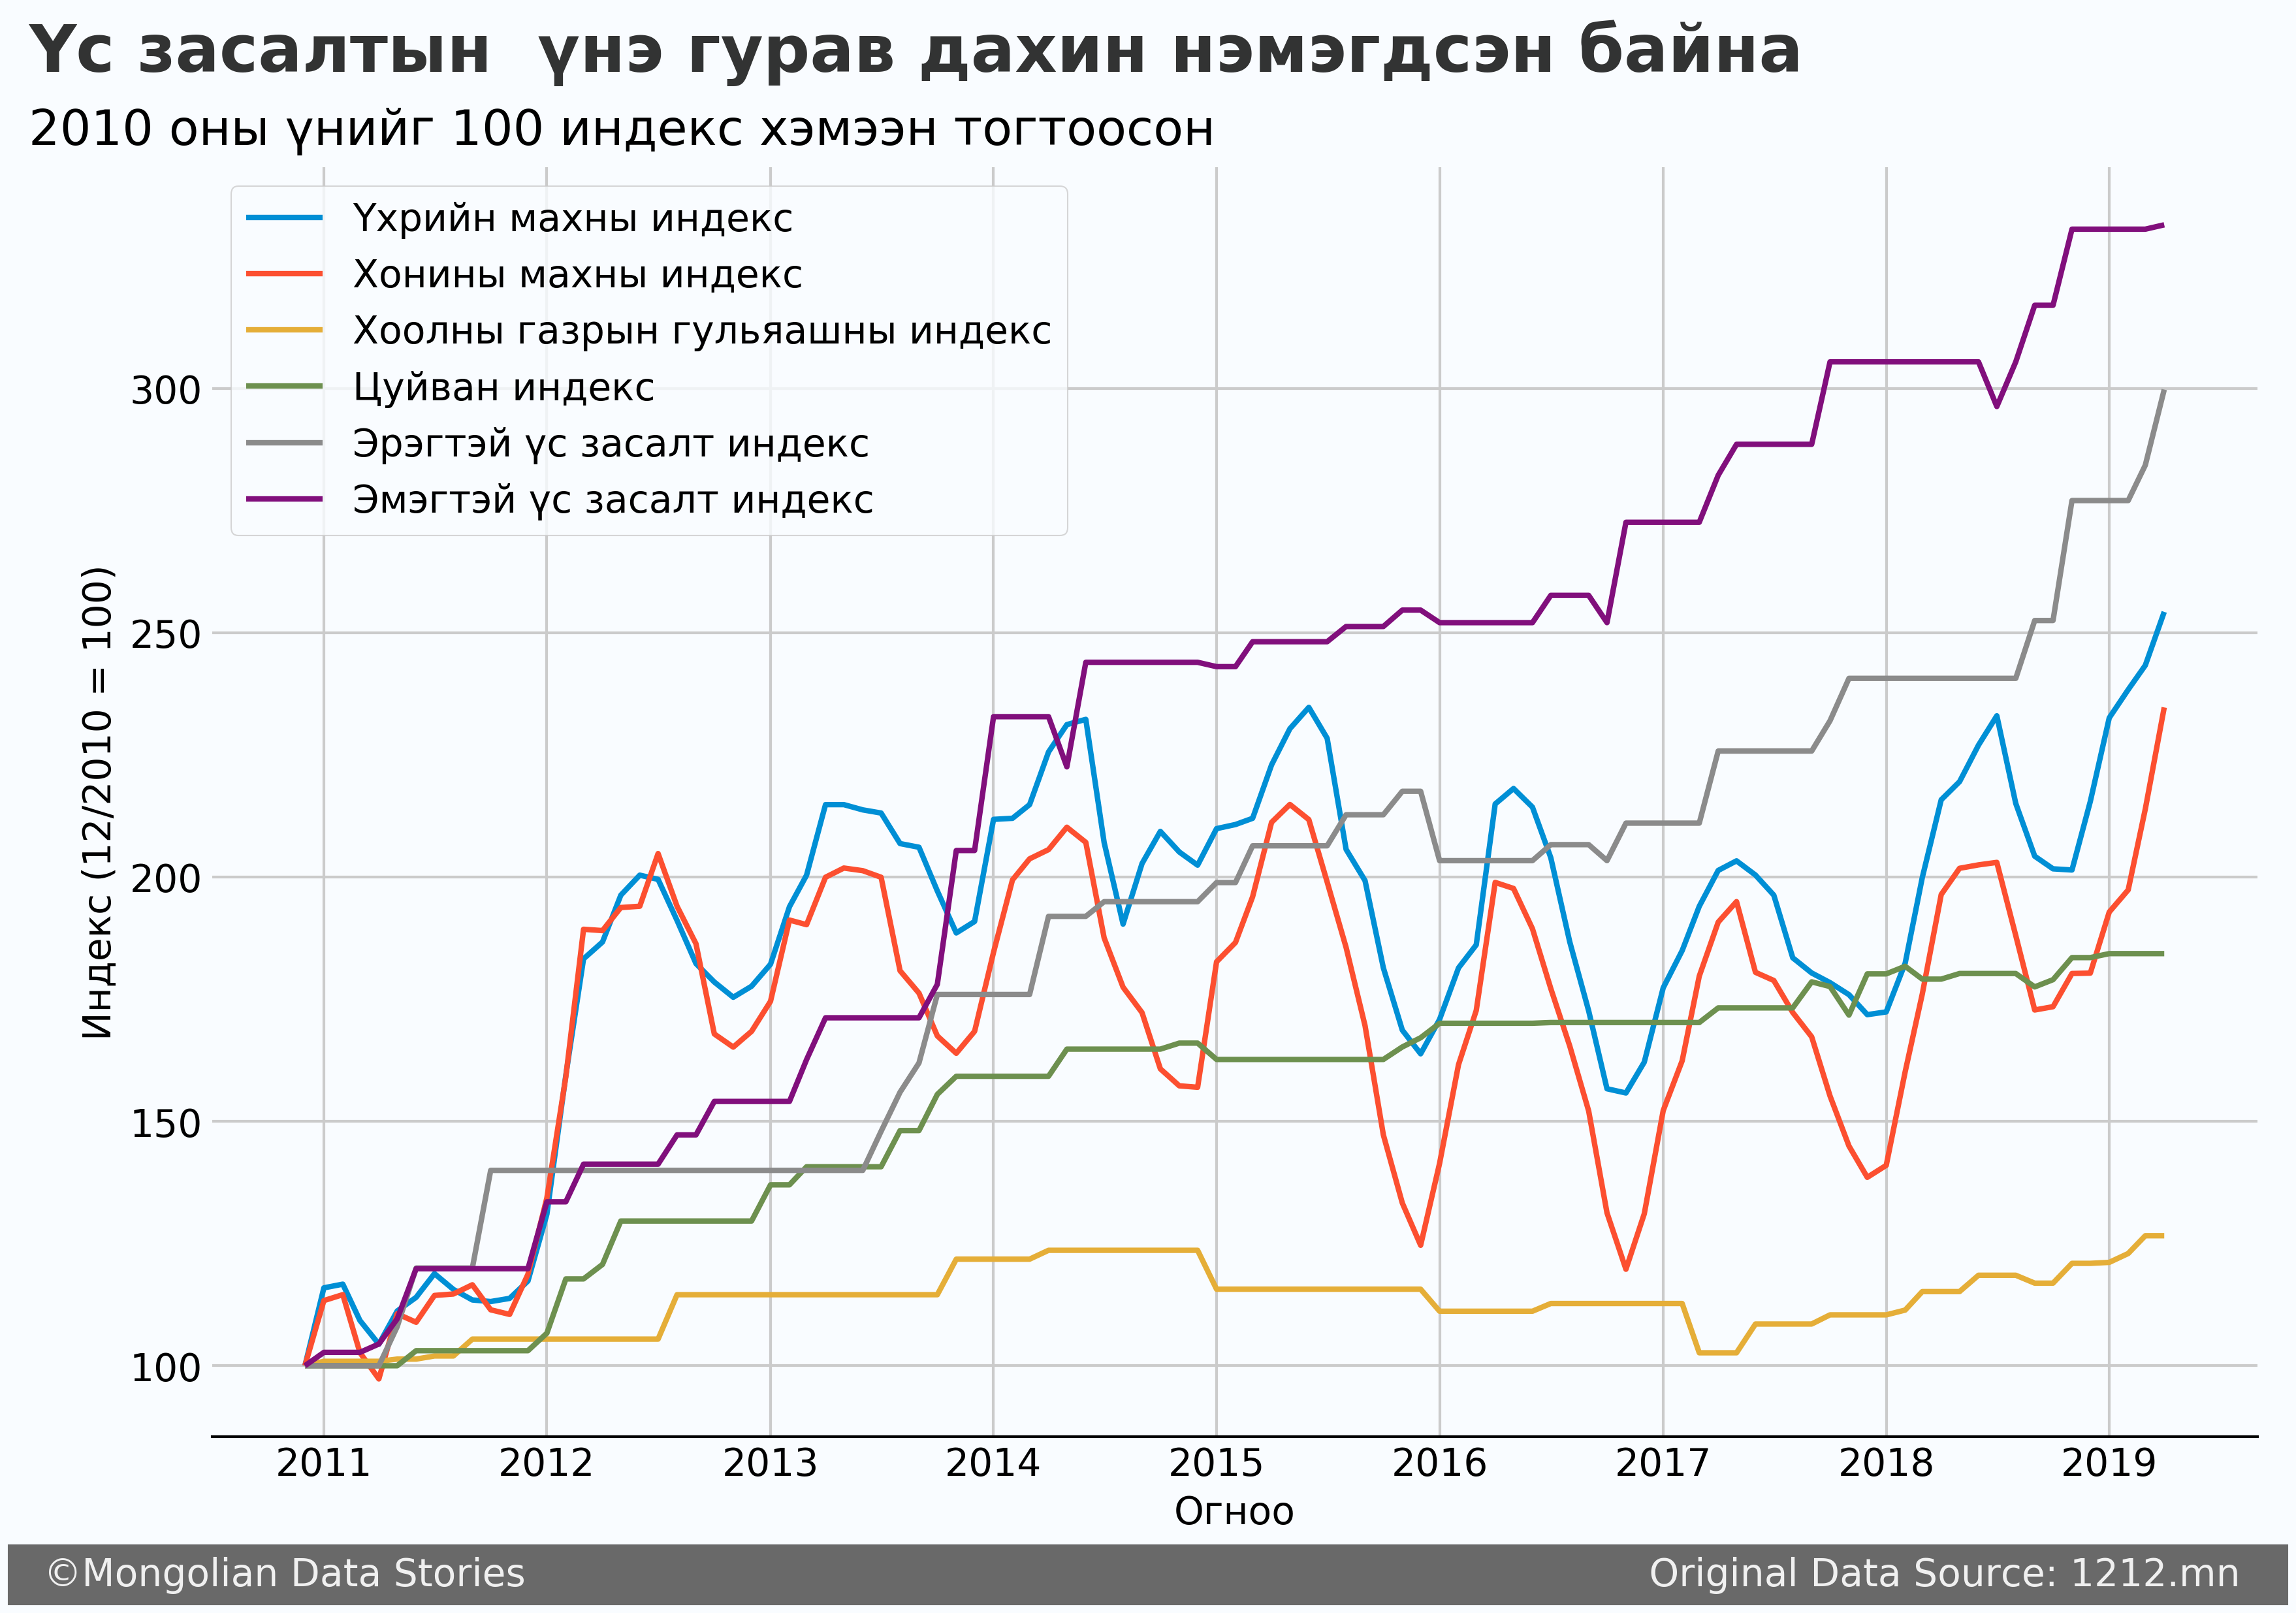 Үс засалтын  үнэ гурав дахин нэмэгдсэн байна
2010 оны үнийг 100 индекс хэмээн тогтоосон
Үхрийн махны индекс
Хонины махны индекс
Хоолны газрын гульяашны индекс
Цуйван индекс
Эрэгтэй үс засалт индекс
Эмэгтэй үс засалт индекс
Индекс (12/2010 = 100)
300
250
200
150
100
2011 2012 2013 2014 2015 2016 2017 2018 2019
Огноо
©Mongolian Data Stories
Original Data Source: 1212.mn